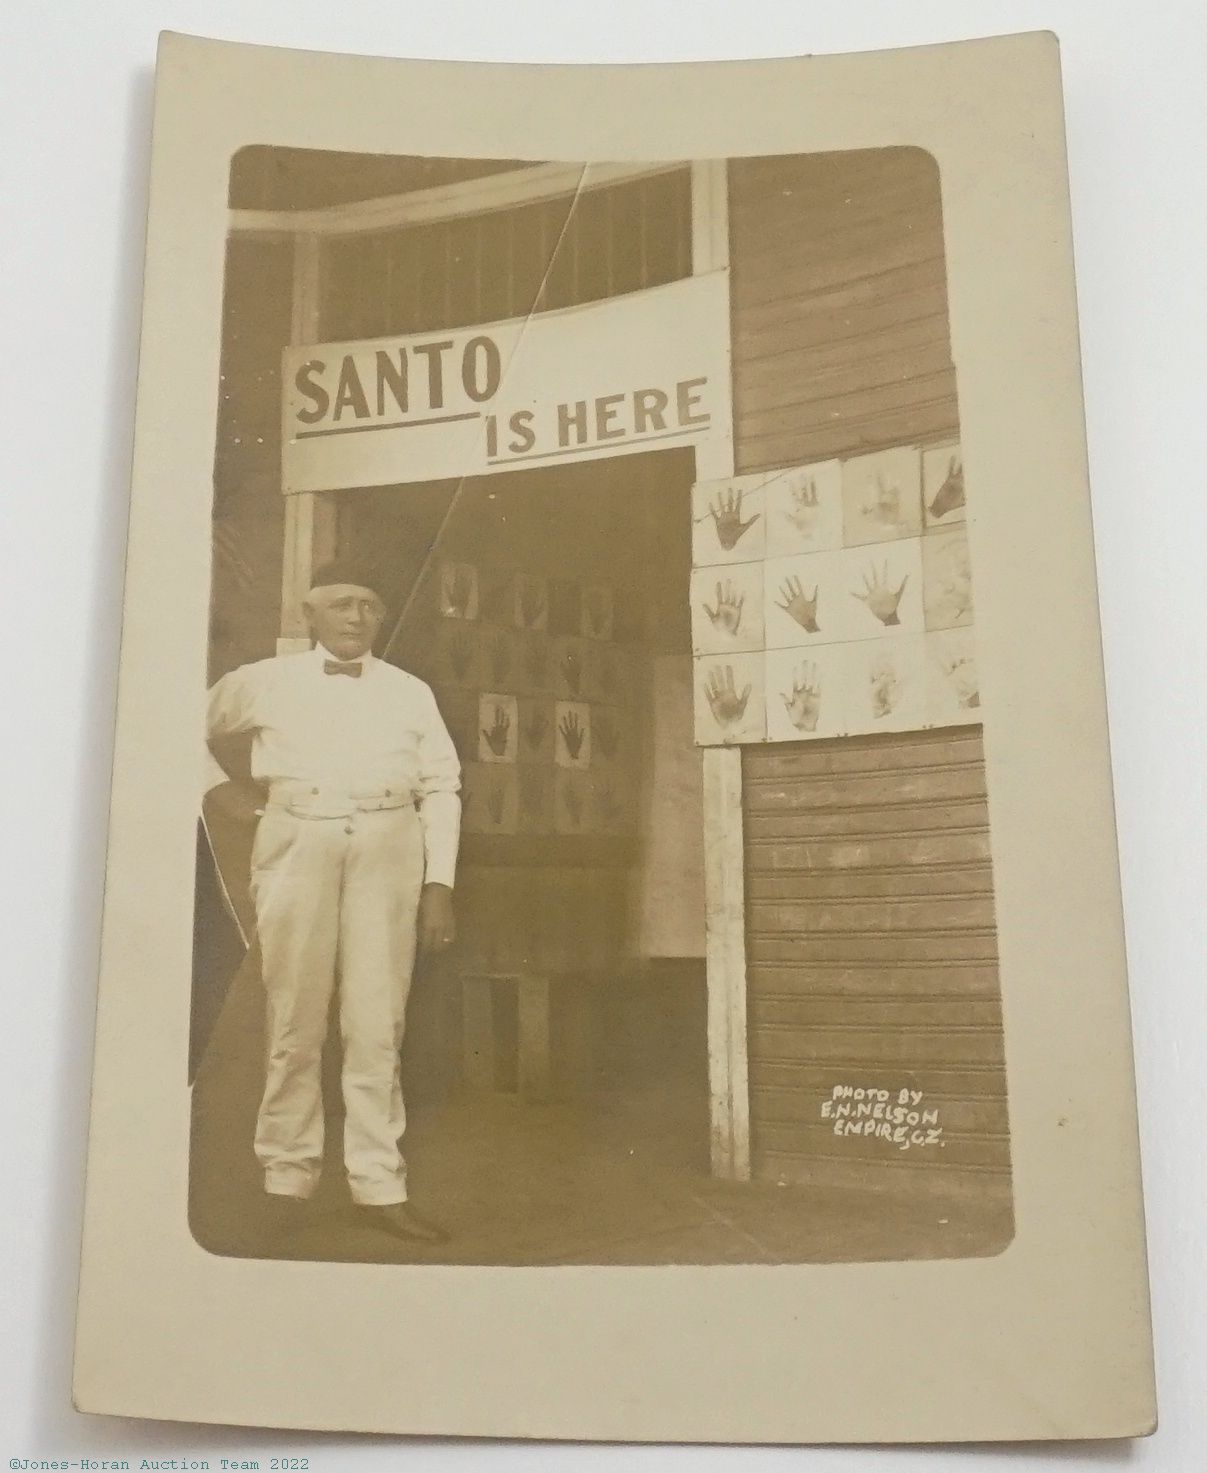 SANTO
IS HERE
PHOTO BY
E.N.NELSON
EMPIRE, C.Z.
©Jones-Horan Auction Team 2022